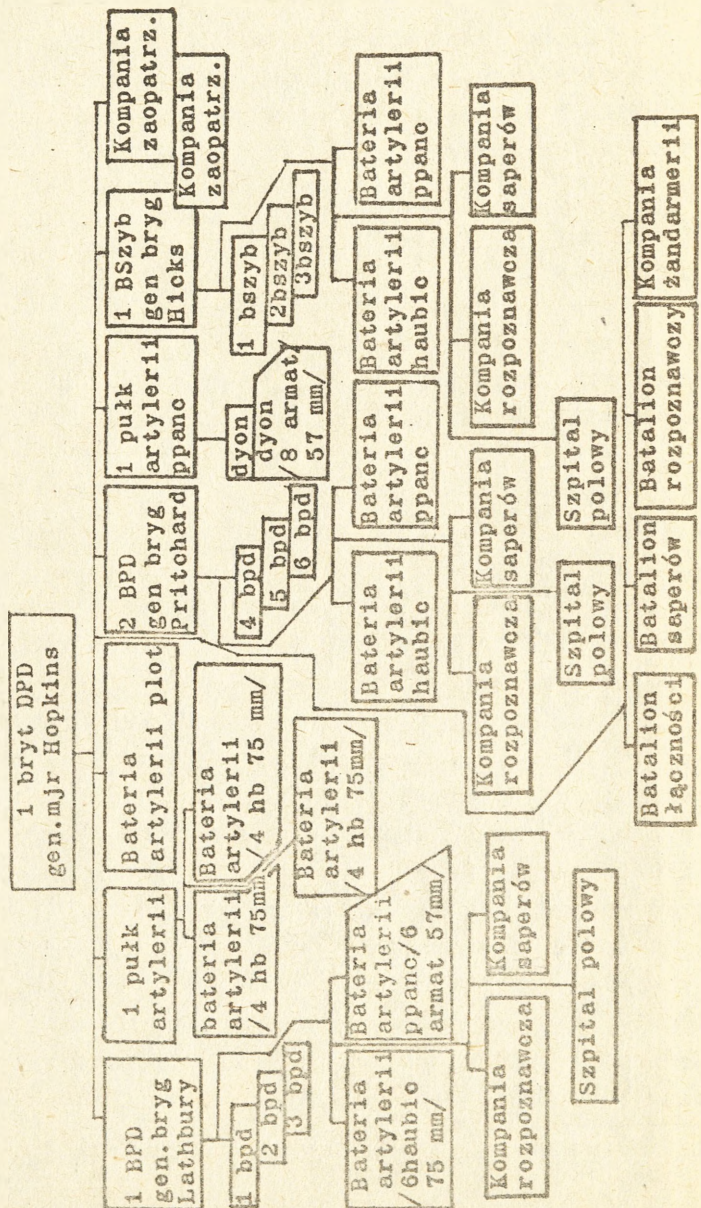 1 bryt DPD
gen.mjr Hopkins
1 BPD
gen.bryg
Lathbury
1 pułk
artylerii
Bateria
artylerii plot
2 BPD
gen bryg
Pritchard
1 pułk
artylerii
ppanc
1 BSzyb
gen bryg
Hicks
Kompania
zaopatrz.
Kompania
zaopatrz.
1 bpd
2 bpd
3 bpd
bateria
artylerii
/4 hb 75mm/
Bateria
artylerii
/4 hb 75 mm/
Bateria
artylerii
/4 hb 75mm/
4 bpd
5 bpd
6 bpd
dyon
dyon
/8 armat
57 mm/
1 bszyb
2bszyb
3bszyb
Bateria
artylerii
/6haubic
75 mm/
Bateria
artylerii
ppanc/6
armat 57mm/
Bateria
artylerii
haubic
Bateria
artylerii
ppanc
Bateria
artylerii
haubic
Bateria
artylerii
ppanc
Kompania
rozpoznawcza
Kompania
saperów
Kompania
rozpoznawcza
Kompania
saperów
Kompania
rozpoznawcza
Kompania
saperów
Szpital polowy
Szpital
polowy
Szpital
polowy
Batalion
łączności
Batalion
saperów
Batalion
rozpoznawczy
Kompania
żandarmerii